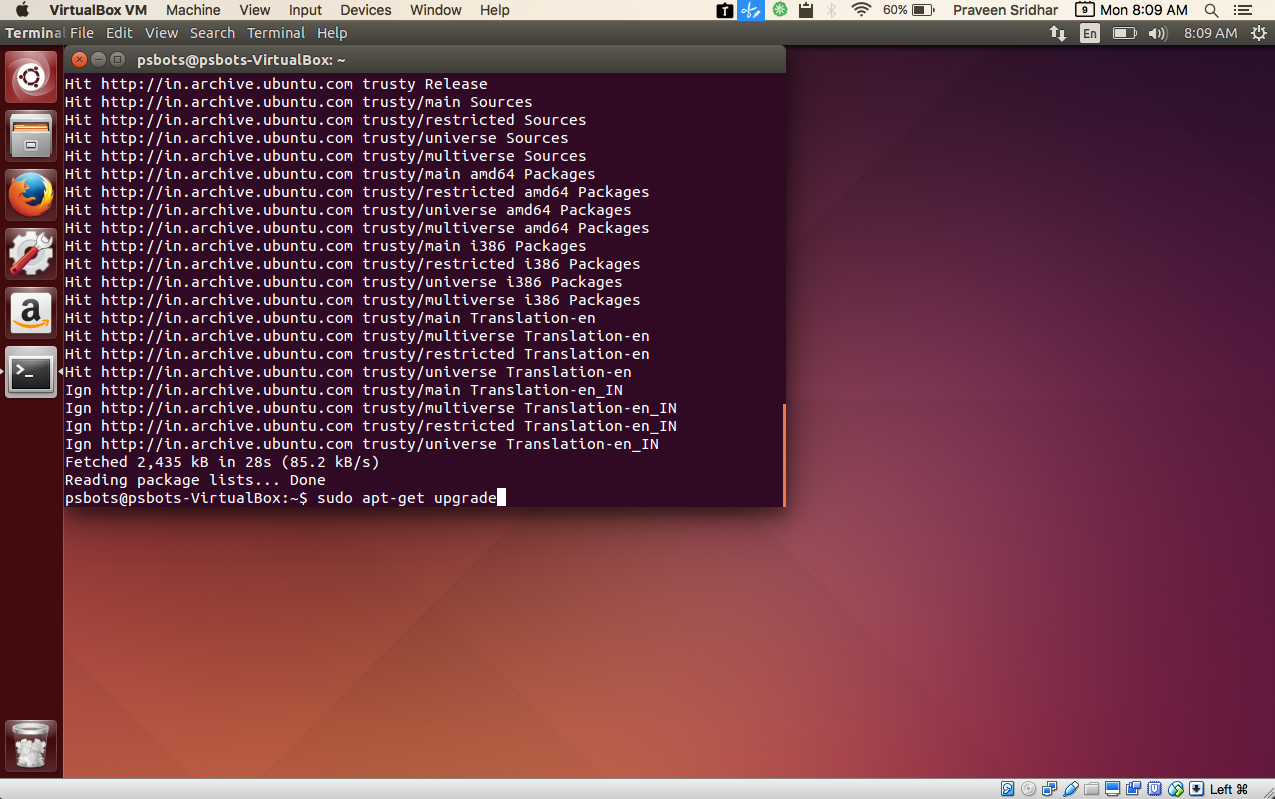 VirtualBox VM Machine View Input Devices Window Help 60% Praveen Sridhar 9 Mon 8:09 AM
Terminal File Edit View Search Terminal Help En 8:09 AM
psbots@psbots-VirtualBox: ~
Hit http://in.archive.ubuntu.com trusty Release
Hit http://in.archive.ubuntu.com trusty/main Sources
Hit http://in.archive.ubuntu.com trusty/restricted Sources
Hit http://in.archive.ubuntu.com trusty/universe Sources
Hit http://in.archive.ubuntu.com trusty/multiverse Sources
Hit http://in.archive.ubuntu.com trusty/main amd64 Packages
Hit http://in.archive.ubuntu.com trusty/restricted amd64 Packages
Hit http://in.archive.ubuntu.com trusty/universe amd64 Packages
Hit http://in.archive.ubuntu.com trusty/multiverse amd64 Packages
Hit http://in.archive.ubuntu.com trusty/main i386 Packages
Hit http://in.archive.ubuntu.com trusty/restricted i386 Packages
Hit http://in.archive.ubuntu.com trusty/universe i386 Packages
Hit http://in.archive.ubuntu.com trusty/multiverse i386 Packages
Hit http://in.archive.ubuntu.com trusty/main Translation-en
Hit http://in.archive.ubuntu.com trusty/multiverse Translation-en
Hit http://in.archive.ubuntu.com trusty/restricted Translation-en
Hit http://in.archive.ubuntu.com trusty/universe Translation-en
Ign http://in.archive.ubuntu.com trusty/main Translation-en_IN
Ign http://in.archive.ubuntu.com trusty/multiverse Translation-en_IN
Ign http://in.archive.ubuntu.com trusty/restricted Translation-en_IN
Ign http://in.archive.ubuntu.com trusty/universe Translation-en_IN
Fetched 2,435 kB in 28s (85.2 kB/s)
Reading package lists... Done
psbots@psbots-VirtualBox:~$ sudo apt-get upgrade
Left ⌘